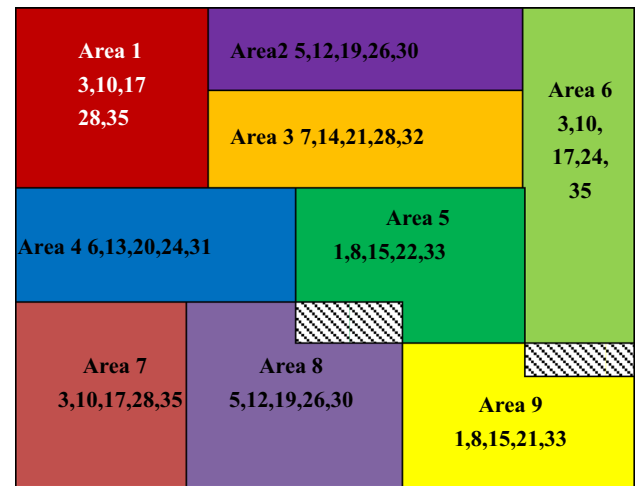 Area 1
3,10,17
28,35
Area2 5,12,19,26,30
Area 3 7,14,21,28,32
Area 6
3,10,
17,24,
35
Area 4 6,13,20,24,31
Area 5
1,8,15,22,33
Area 7
3,10,17,28,35
Area 8
5,12,19,26,30
Area 9
1,8,15,21,33